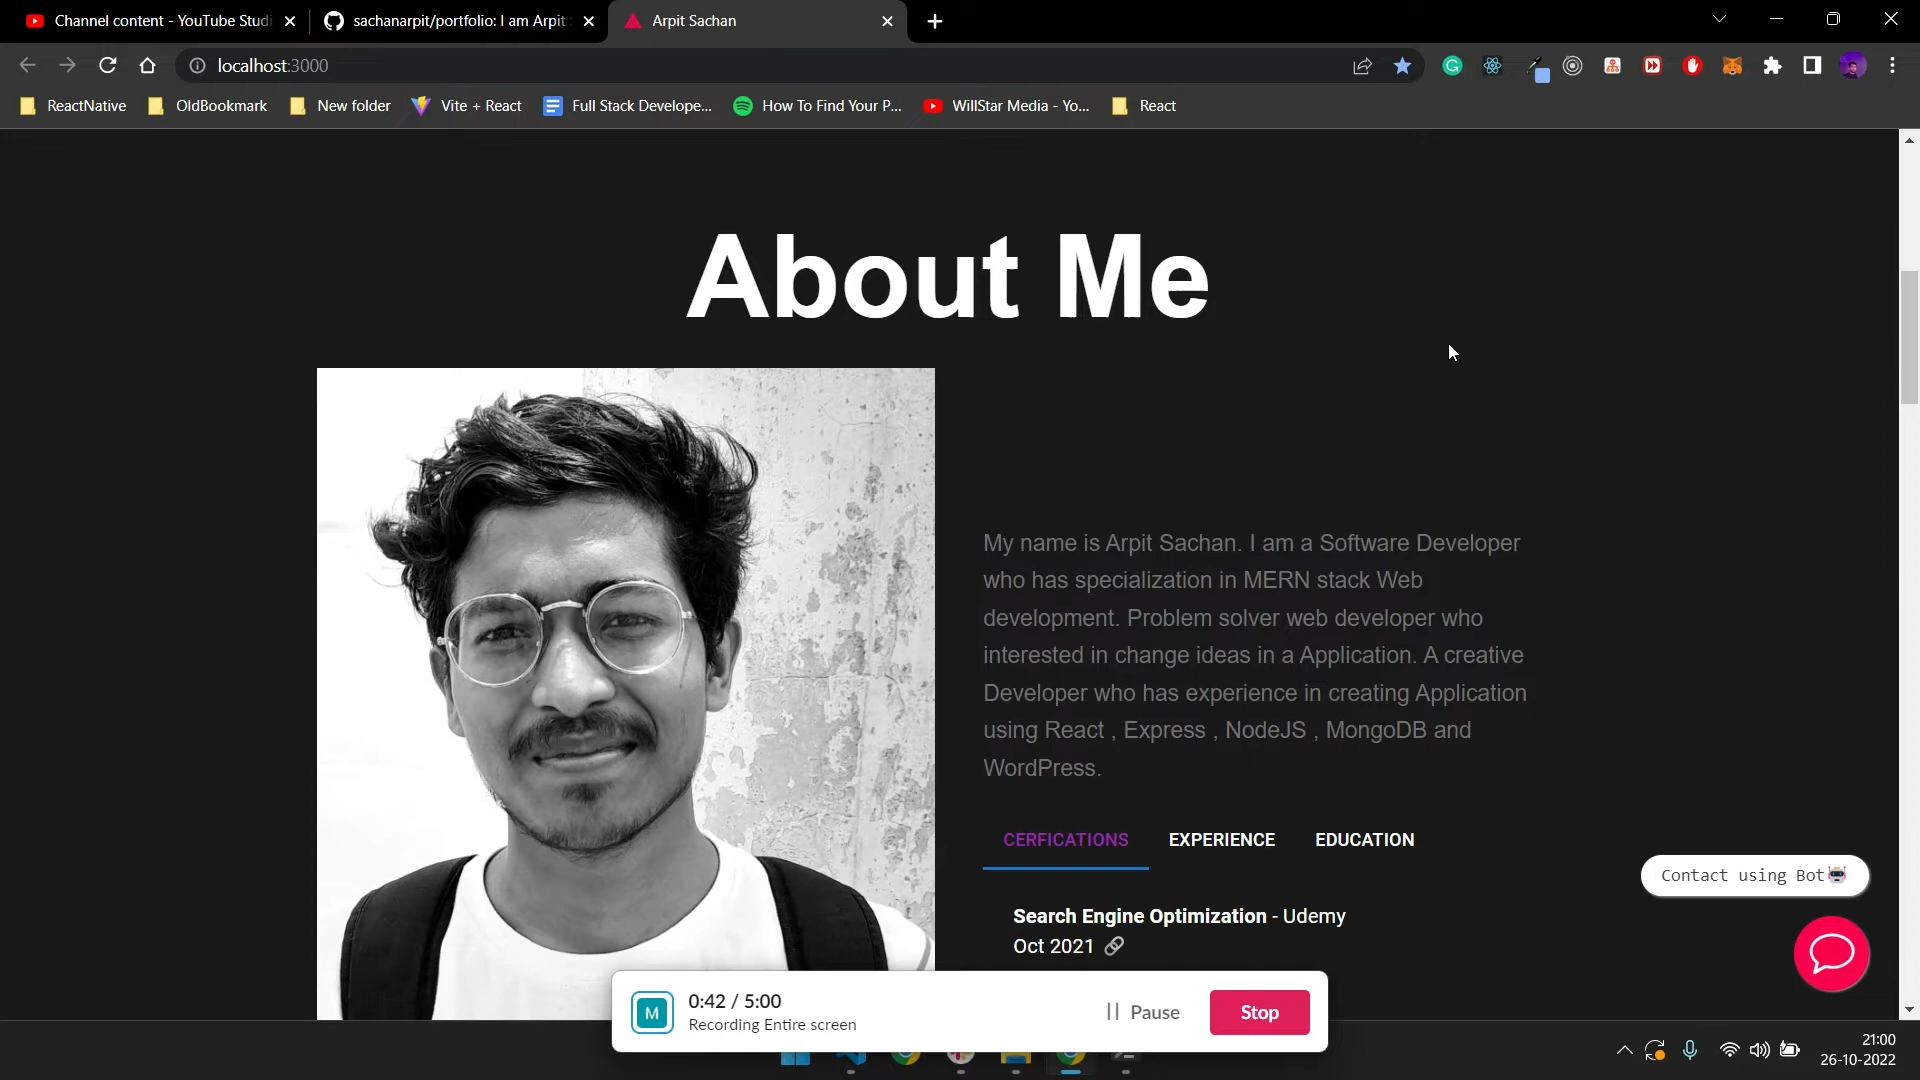 Channel content - YouTube Studi
sachanarpit/portfolio: I am Arpit
Arpit Sachan
localhost:3000
ReactNative
OldBookmark
New folder
Vite + React
Full Stack Develope...
How To Find Your P...
WillStar Media - Yo...
React
About Me
My name is Arpit Sachan. I am a Software Developer
who has specialization in MERN stack Web
development. Problem solver web developer who
interested in change ideas in a Application. A creative
Developer who has experience in creating Application
using React , Express , NodeJS , MongoDB and
WordPress.
CERFICATIONS
EXPERIENCE
EDUCATION
Contact using Bot
Search Engine Optimization - Udemy
Oct 2021
M
0:42 / 5:00
Recording Entire screen
Pause
Stop
21:00
26-10-2022